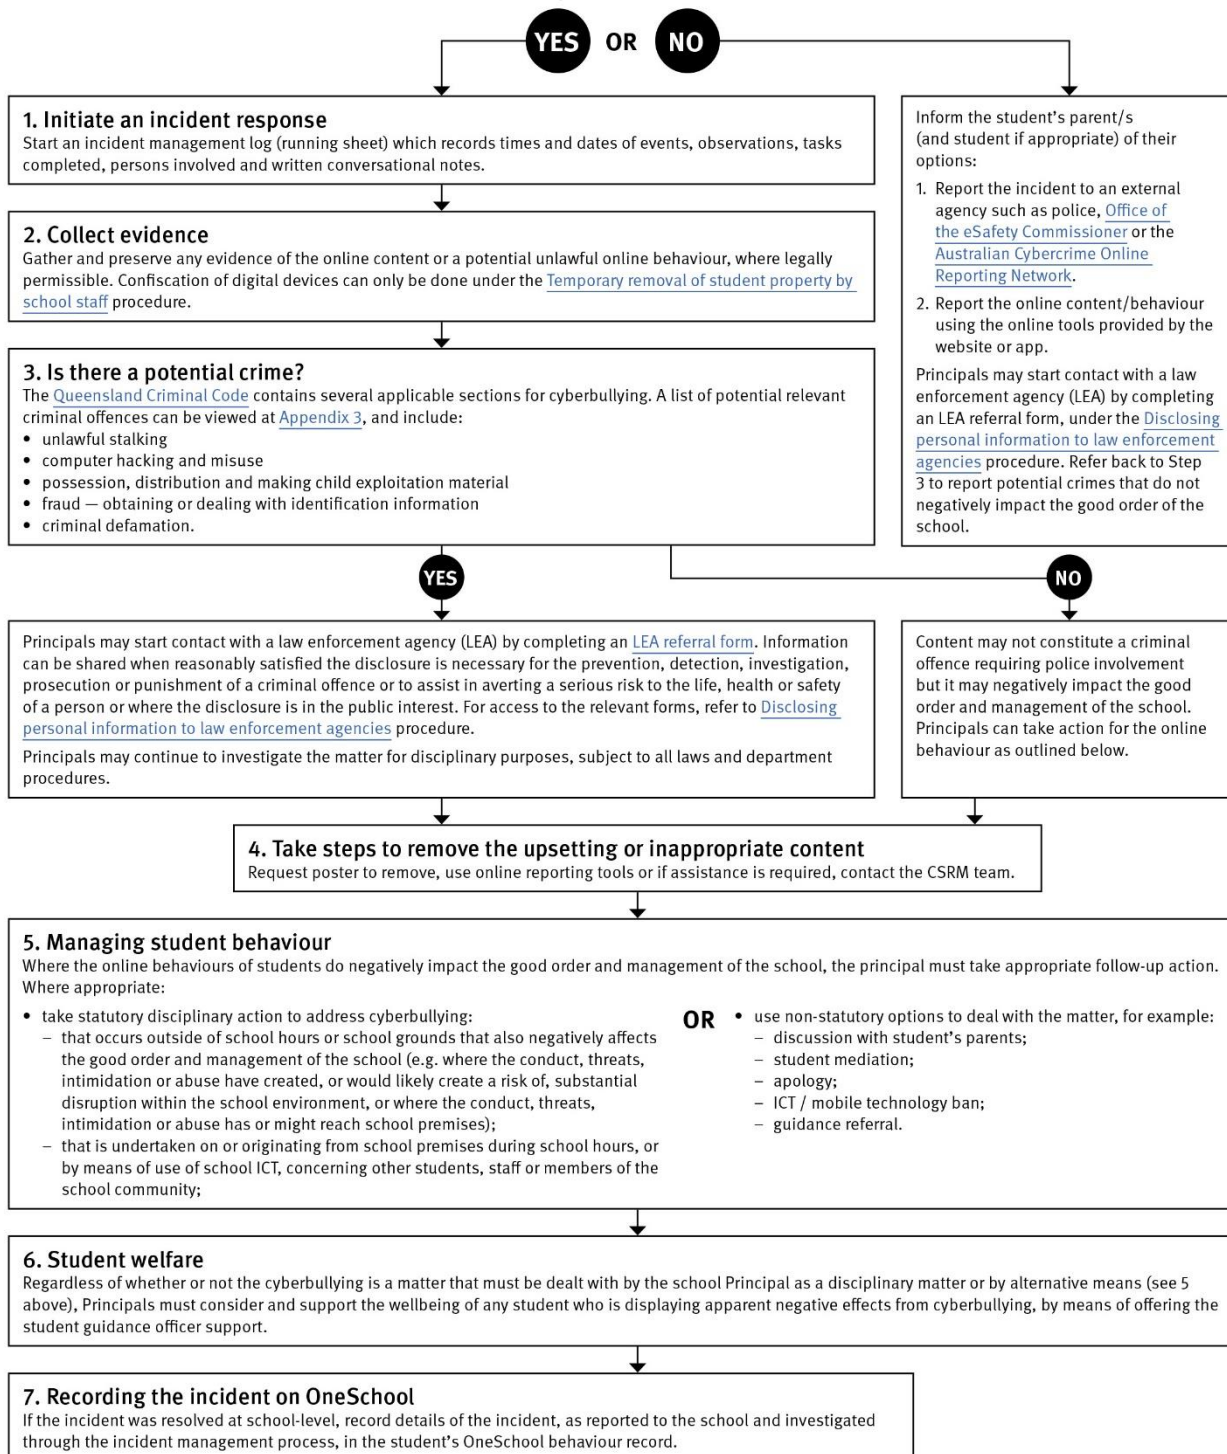 YES OR NO
1. Initiate an incident response
Start an incident management log (running sheet) which records times and dates of events, observations, tasks
completed, persons involved and written conversational notes.
2. Collect evidence
Gather and preserve any evidence of the online content or a potential unlawful online behaviour, where legally
permissible. Confiscation of digital devices can only be done under the Temporary removal of student property by
school staff procedure.
3. Is there a potential crime?
The Queensland Criminal Code contains several applicable sections for cyberbullying. A list of potential relevant
criminal offences can be viewed at Appendix 3, and include:
• unlawful stalking
• computer hacking and misuse
• possession, distribution and making child exploitation material
• fraud — obtaining or dealing with identification information
• criminal defamation.
Inform the student's parent/s
(and student if appropriate) of their
options:
1. Report the incident to an external
agency such as police, Office of
the eSafety Commissioner or the
Australian Cybercrime Online
Reporting Network.
2. Report the online content/behaviour
using the online tools provided by the
website or app.
Principals may start contact with a law
enforcement agency (LEA) by completing
an LEA referral form, under the Disclosing
personal information to law enforcement
agencies procedure. Refer back to Step
3 to report potential crimes that do not
negatively impact the good order of the
school.
YES
NO
Principals may start contact with a law enforcement agency (LEA) by completing an LEA referral form. Information
can be shared when reasonably satisfied the disclosure is necessary for the prevention, detection, investigation,
prosecution or punishment of a criminal offence or to assist in averting a serious risk to the life, health or safety
of a person or where the disclosure is in the public interest. For access to the relevant forms, refer to Disclosing
personal information to law enforcement agencies procedure.
Principals may continue to investigate the matter for disciplinary purposes, subject to all laws and department
procedures.
Content may not constitute a criminal
offence requiring police involvement
but it may negatively impact the good
order and management of the school.
Principals can take action for the online
behaviour as outlined below.
4. Take steps to remove the upsetting or inappropriate content
Request poster to remove, use online reporting tools or if assistance is required, contact the CSRM team.
5. Managing student behaviour
Where the online behaviours of students do negatively impact the good order and management of the school, the principal must take appropriate follow-up action.
Where appropriate:
• take statutory disciplinary action to address cyberbullying:
– that occurs outside of school hours or school grounds that also negatively affects
the good order and management of the school (e.g. where the conduct, threats,
intimidation or abuse have created, or would likely create a risk of, substantial
disruption within the school environment, or where the conduct, threats,
intimidation or abuse has or might reach school premises);
– that is undertaken on or originating from school premises during school hours, or
by means of use of school ICT, concerning other students, staff or members of the
school community;
OR
• use non-statutory options to deal with the matter, for example:
– discussion with student's parents;
– student mediation;
– apology;
– ICT / mobile technology ban;
– guidance referral.
6. Student welfare
Regardless of whether or not the cyberbullying is a matter that must be dealt with by the school Principal as a disciplinary matter or by alternative means (see 5
above), Principals must consider and support the wellbeing of any student who is displaying apparent negative effects from cyberbullying, by means of offering the
student guidance officer support.
7. Recording the incident on OneSchool
If the incident was resolved at school-level, record details of the incident, as reported to the school and investigated
through the incident management process, in the student's OneSchool behaviour record.